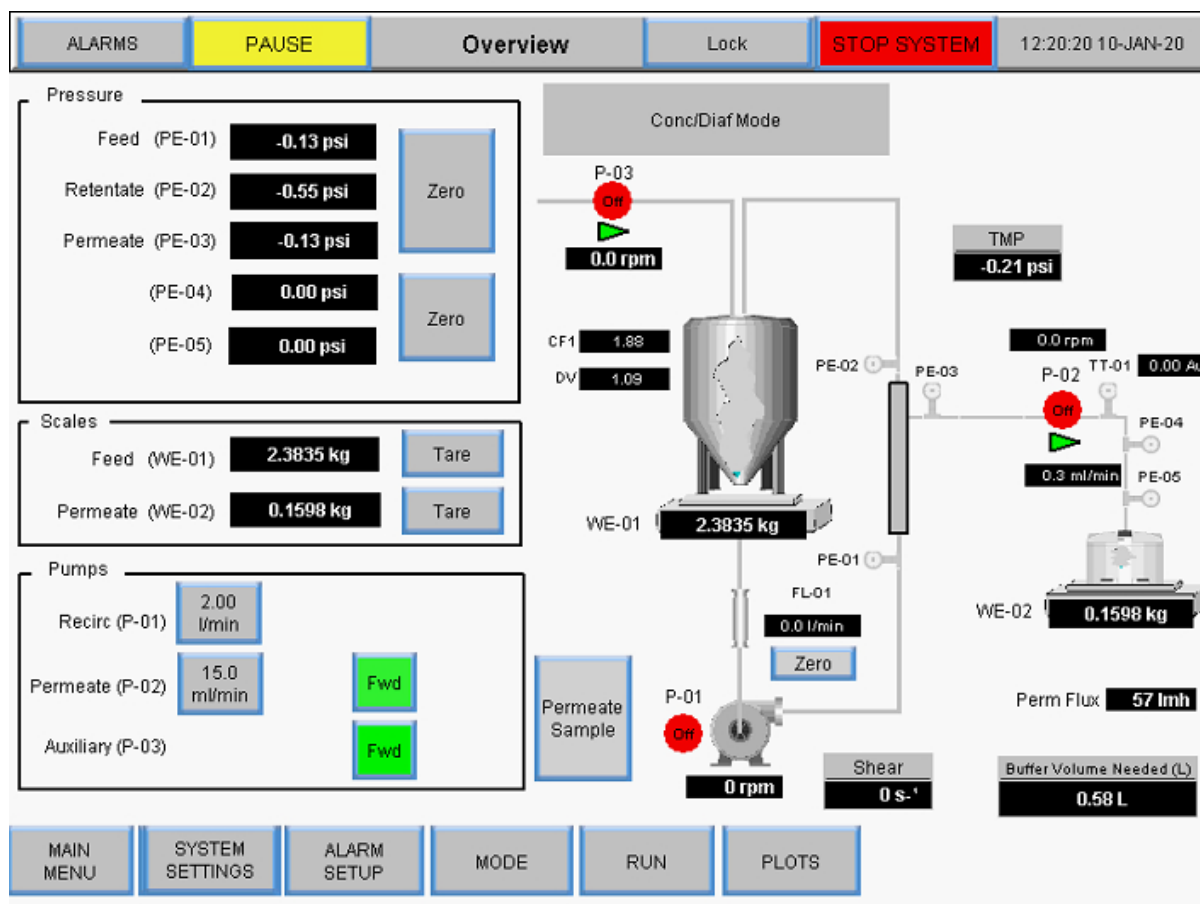 ALARMS
PAUSE
Overview
Lock
STOP SYSTEM
12:20:20 10-JAN-20
Pressure
Feed (PE-01)
-0.13 psi
Retentate (PE-02)
-0.55 psi
Permeate (PE-03)
-0.13 psi
Zero
(PE-04)
0.00 psi
(PE-05)
0.00 psi
Zero
Scales
Feed (WE-01)
2.3835 kg
Tare
Permeate (WE-02)
0.1598 kg
Tare
Pumps
Recirc (P-01)
2.00
l/min
Permeate (P-02)
15.0
ml/min
Fwd
Auxiliary (P-03)
Fwd
Permeate
Sample
Conc/Diaf Mode
P-03
Off
0.0 rpm
CF1
1.88
DV
1.09
WE-01
2.3835 kg
PE-02
PE-03
PE-01
FL-01
0.0 l/min
Zero
P-01
Off
0 rpm
Shear
0 s-¹
TMP
-0.21 psi
0.0 rpm
P-02
Off
TT-01
0.00
0.3 ml/min
PE-04
PE-05
WE-02
0.1598 kg
Perm Flux
57 lmh
Buffer Volume Needed (L)
0.58 L
MAIN
MENU
SYSTEM
SETTINGS
ALARM
SETUP
MODE
RUN
PLOTS